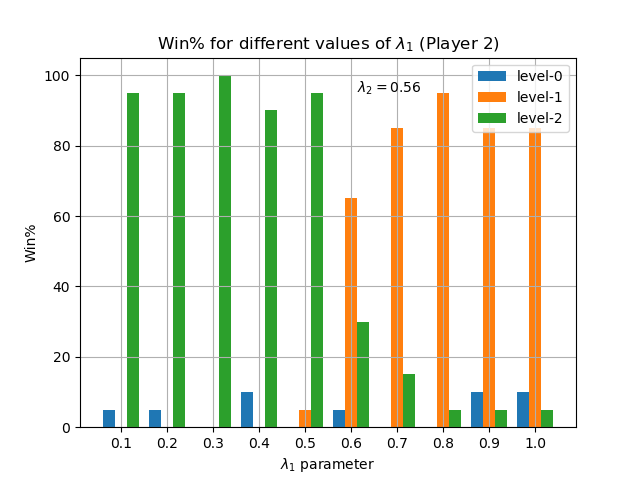 Win% for different values of λ₁ (Player 2)
λ₂ = 0.56
level-0
level-1
level-2
Win%
100
80
60
40
20
0
0.1 0.2 0.3 0.4 0.5 0.6 0.7 0.8 0.9 1.0
λ₁ parameter